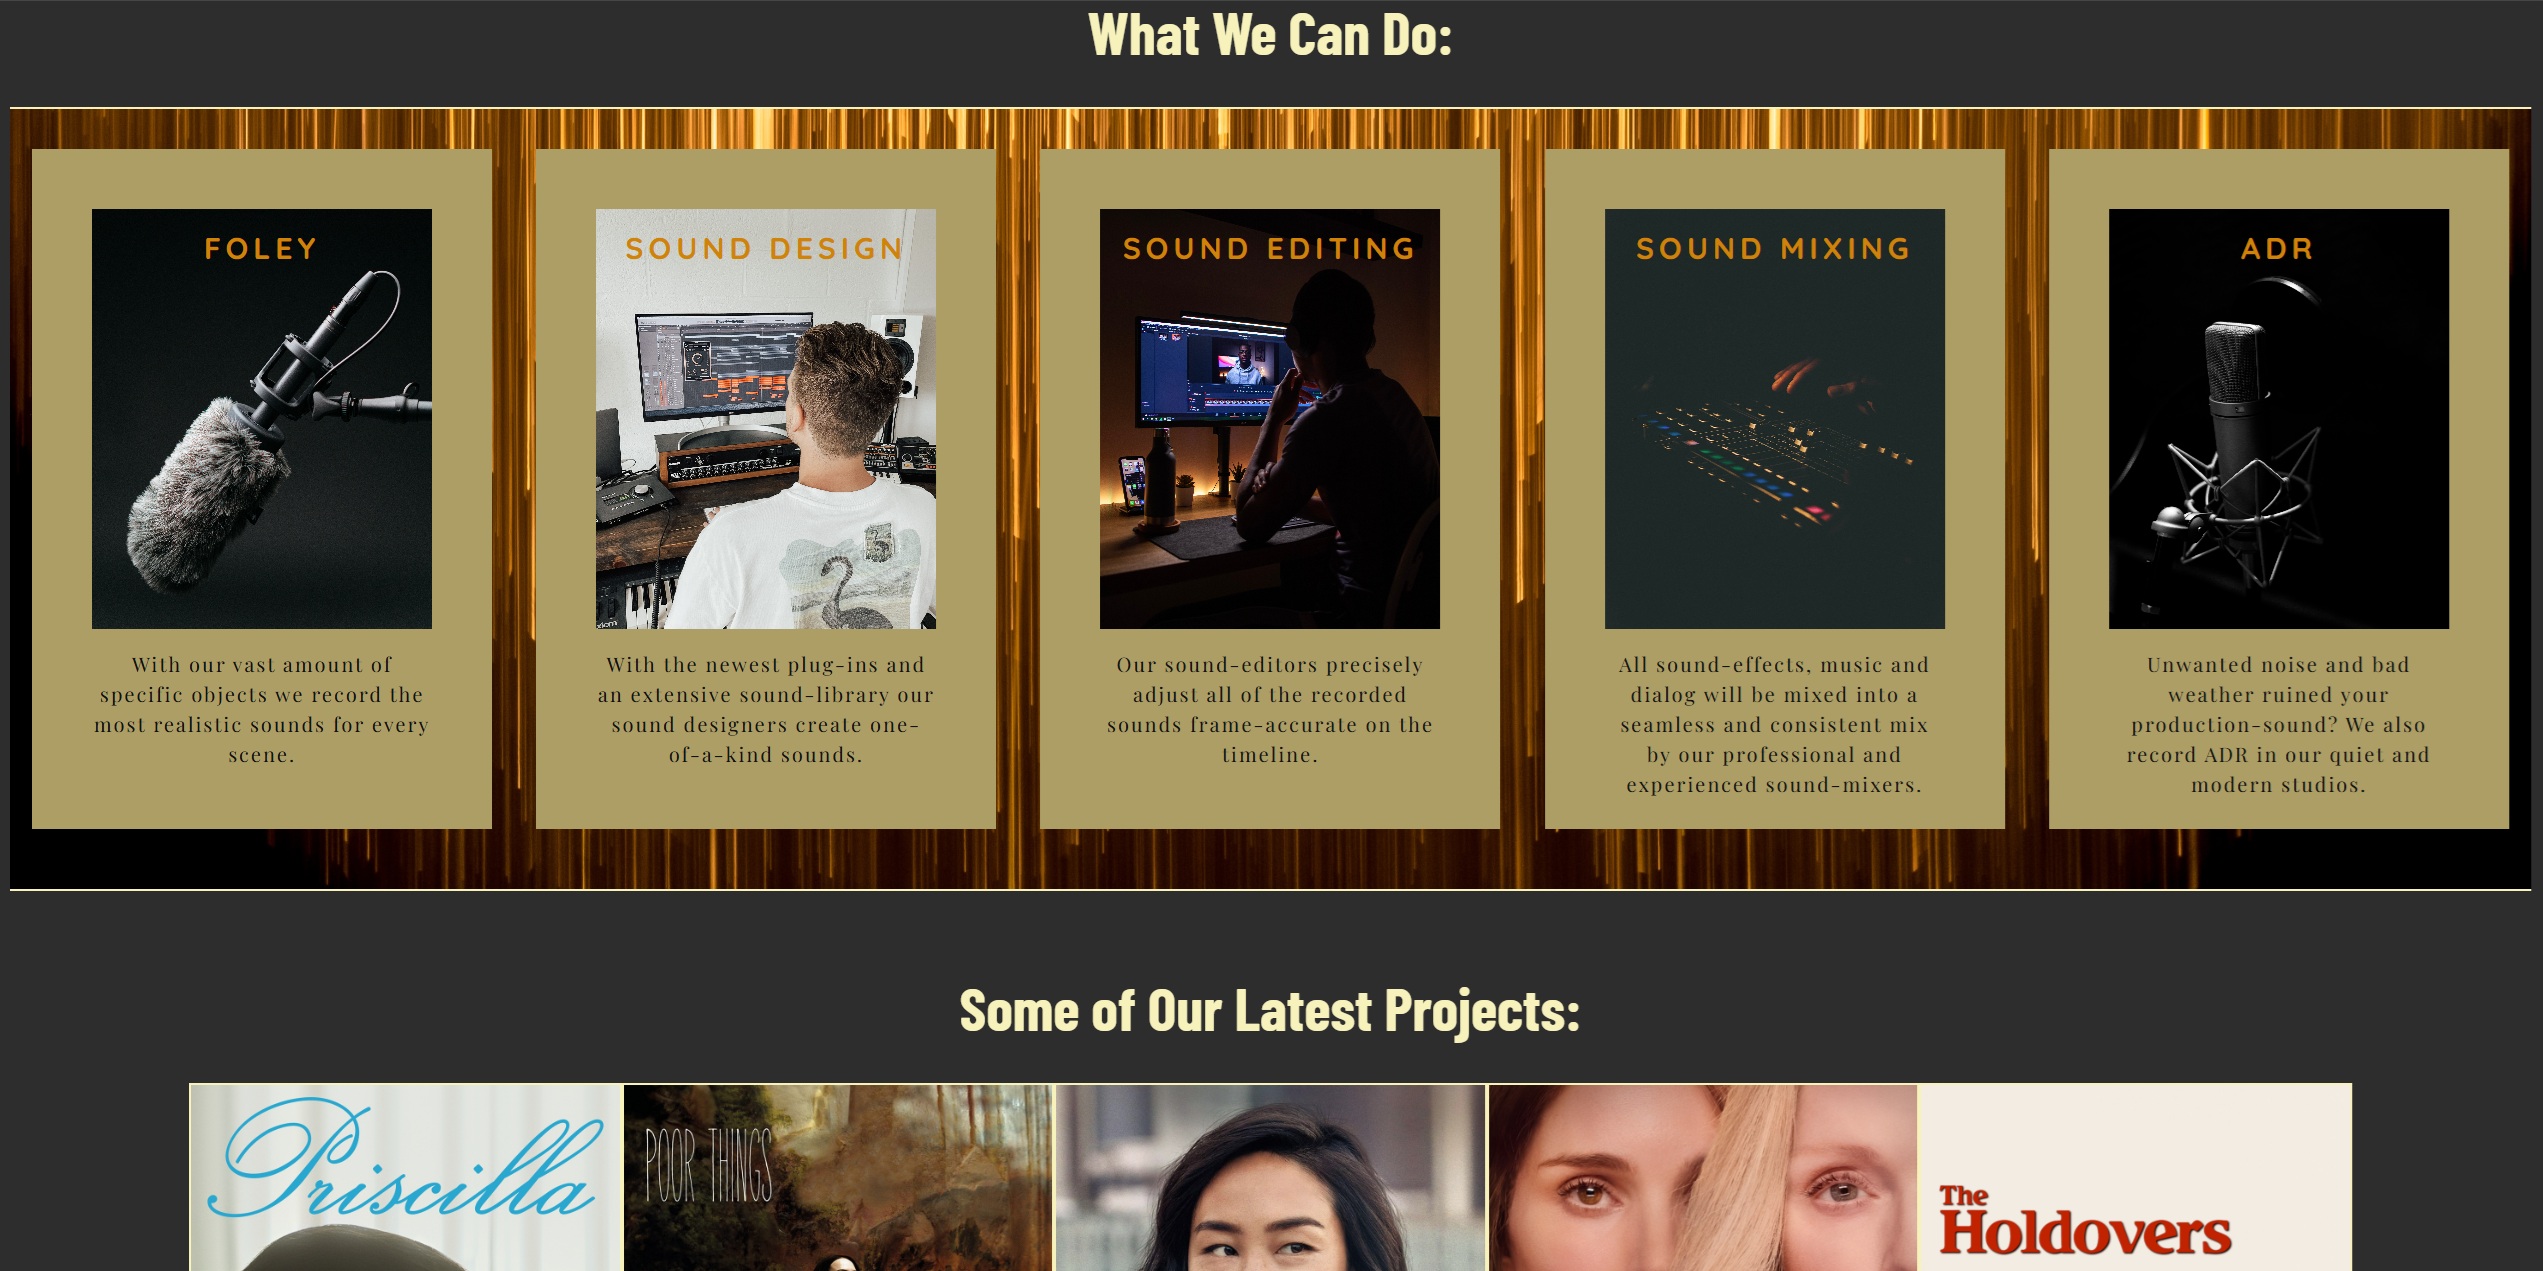 What We Can Do:
FOLEY
With our vast amount of
specific objects we record the
most realistic sounds for every
scene.
SOUND DESIGN
With the newest plug-ins and
an extensive sound-library our
sound designers create one-
of-a-kind sounds.
SOUND EDITING
Our sound-editors precisely
adjust all of the recorded
sounds frame-accurate on the
timeline.
SOUND MIXING
All sound-effects, music and
dialog will be mixed into a
seamless and consistent mix
by our professional and
experienced sound-mixers.
ADR
Unwanted noise and bad
weather ruined your
production-sound? We also
record ADR in our quiet and
modern studios.
Some of Our Latest Projects:
Priscilla
POOR THINGS
The
Holdovers